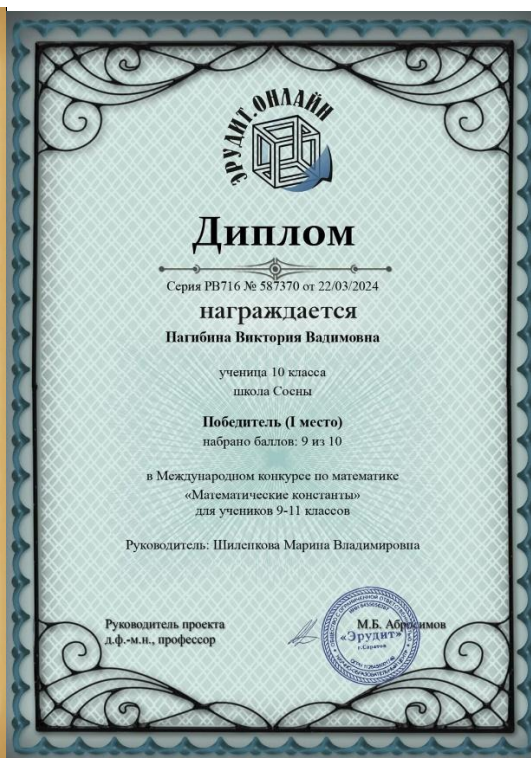 ЭРУДИТ.ОНЛАЙН
Диплом
Серия РВ716 № 587370 от 22/03/2024
награждается
Нагибина Виктория Вадимовна
ученица 10 класса
школа Сосны
Победитель (I место)
набрано баллов: 9 из 10
в Международном конкурсе по математике
«Математические константы»
для учеников 9-11 классов
Руководитель: Шиленкова Марина Владимировна
Руководитель проекта
д.ф.-м.н., профессор
М.Б. Абросимов
«Эрудит»
г.Саратов